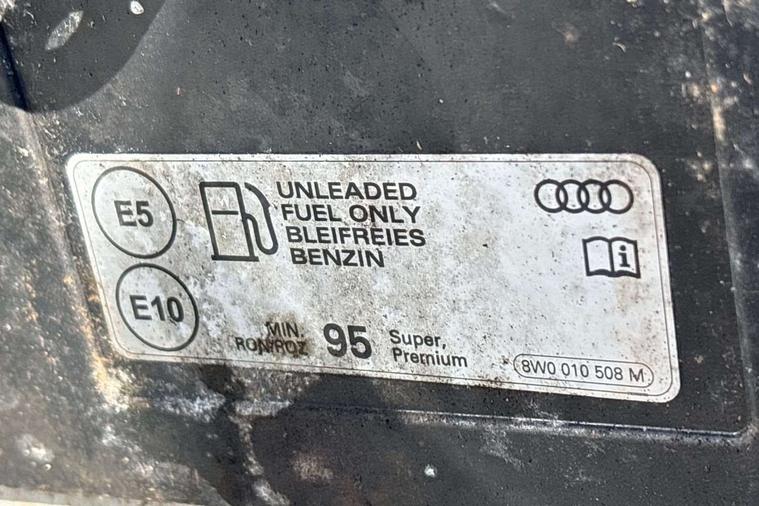 E5
E10
UNLEADED
FUEL ONLY
BLEIFREIES
BENZIN
MIN.
RON/ROZ
95
Super,
Premium
i
8W0 010 508 M